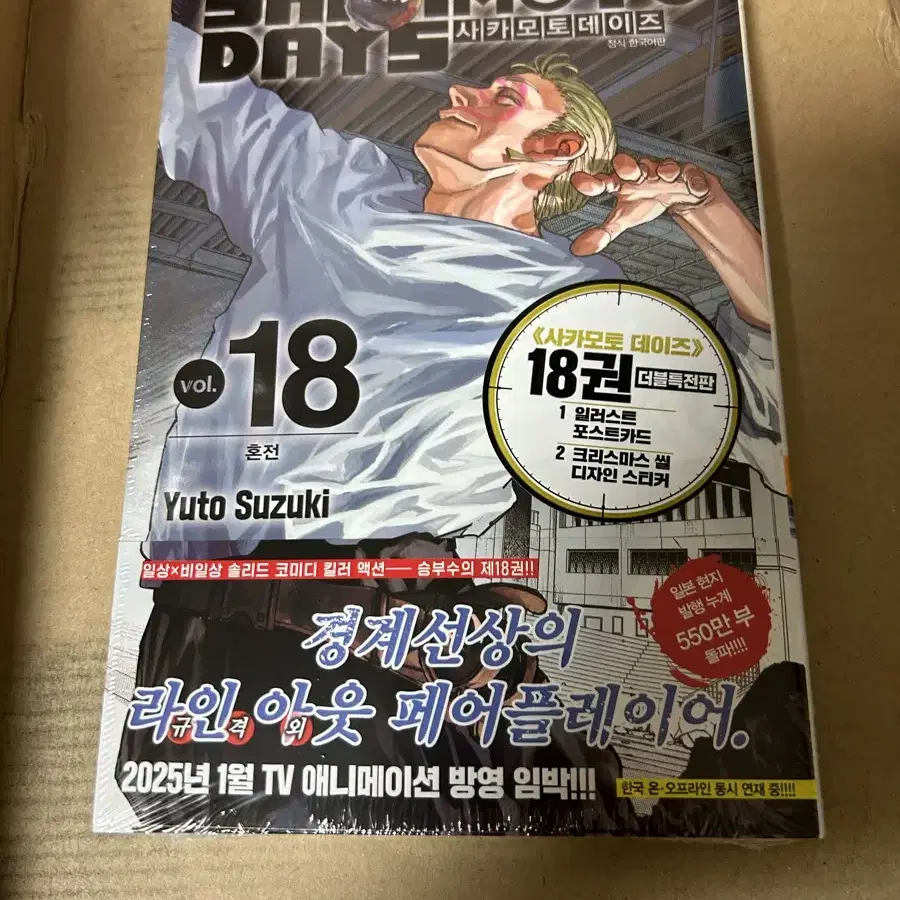 DAYS
사카모토데이즈
정식 한국어판
vol.18
혼전
Yuto Suzuki
《사카모토 데이즈》
18권 더블특전판
1 일러스트
포스트카드
2 크리스마스 씰
디자인 스티커
일상×비일상 솔리드 코미디 킬러 액션── 승부수의 제18권!!
일본 현지
발행 누계
550만 부
돌파!!!!
경계선상의
라인 아웃 페어플레이어.
규격 외
2025년 1월 TV 애니메이션 방영 임박!!!
한국 온·오프라인 동시 연재 중!!!!